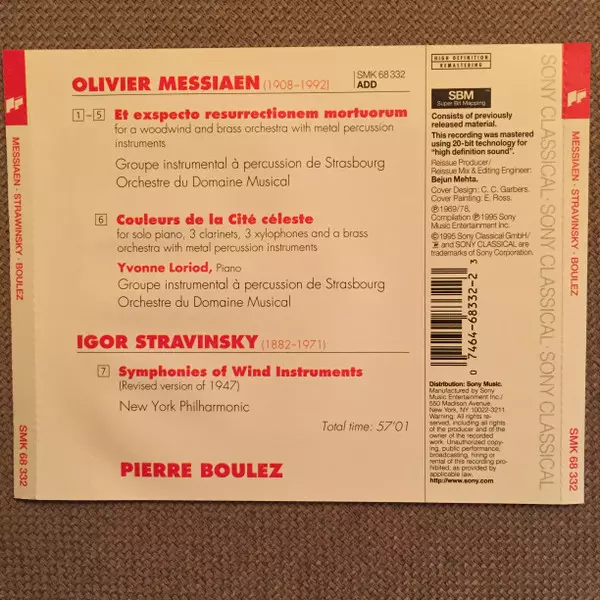 MESSIAEN · STRAWINSKY · BOULEZ
SMK 68 332
OLIVIER MESSIAEN (1908–1992)
SMK 68 332
ADD
1 – 5 Et exspecto resurrectionem mortuorum
for a woodwind and brass orchestra with metal percussion
instruments
Groupe instrumental à percussion de Strasbourg
Orchestre du Domaine Musical
6 Couleurs de la Cité céleste
for solo piano, 3 clarinets, 3 xylophones and a brass
orchestra with metal percussion instruments
Yvonne Loriod, Piano
Groupe instrumental à percussion de Strasbourg
Orchestre du Domaine Musical
IGOR STRAVINSKY (1882–1971)
7 Symphonies of Wind Instruments
(Revised version of 1947)
New York Philharmonic
Total time: 57'01
PIERRE BOULEZ
HIGH DEFINITION
REMASTERING
SBM
Super Bit Mapping
Consists of previously
released material.
This recording was mastered
using 20-bit technology for
"high definition sound".
Reissue Producer/
Reissue Mix & Editing Engineer:
Bejun Mehta.
Cover Design: C. C. Garbers.
Cover Painting: E. Ross.
℗ 1969/78,
Compilation ℗ 1995 Sony
Music Entertainment Inc.
© 1995 Sony Classical GmbH/
and SONY CLASSICAL are
trademarks of Sony Corporation.
0 7464-68332-2 3
Distribution: Sony Music.
Manufactured by Sony
Music Entertainment Inc./
550 Madison Avenue,
New York, NY 10022-3211
Warning: All rights re-
served, including all rights
of the producer and of the
owner of the recorded
work. Unauthorized copy-
ing, public performance,
broadcasting, hiring or
rental of this recording pro-
hibited, as provided by
applicable law.
http://www.sony.com
SONY CLASSICAL · SONY CLASSICAL · SONY CLASSICAL
MESSIAEN · STRAVINSKY · BOULEZ
SMK 68 332